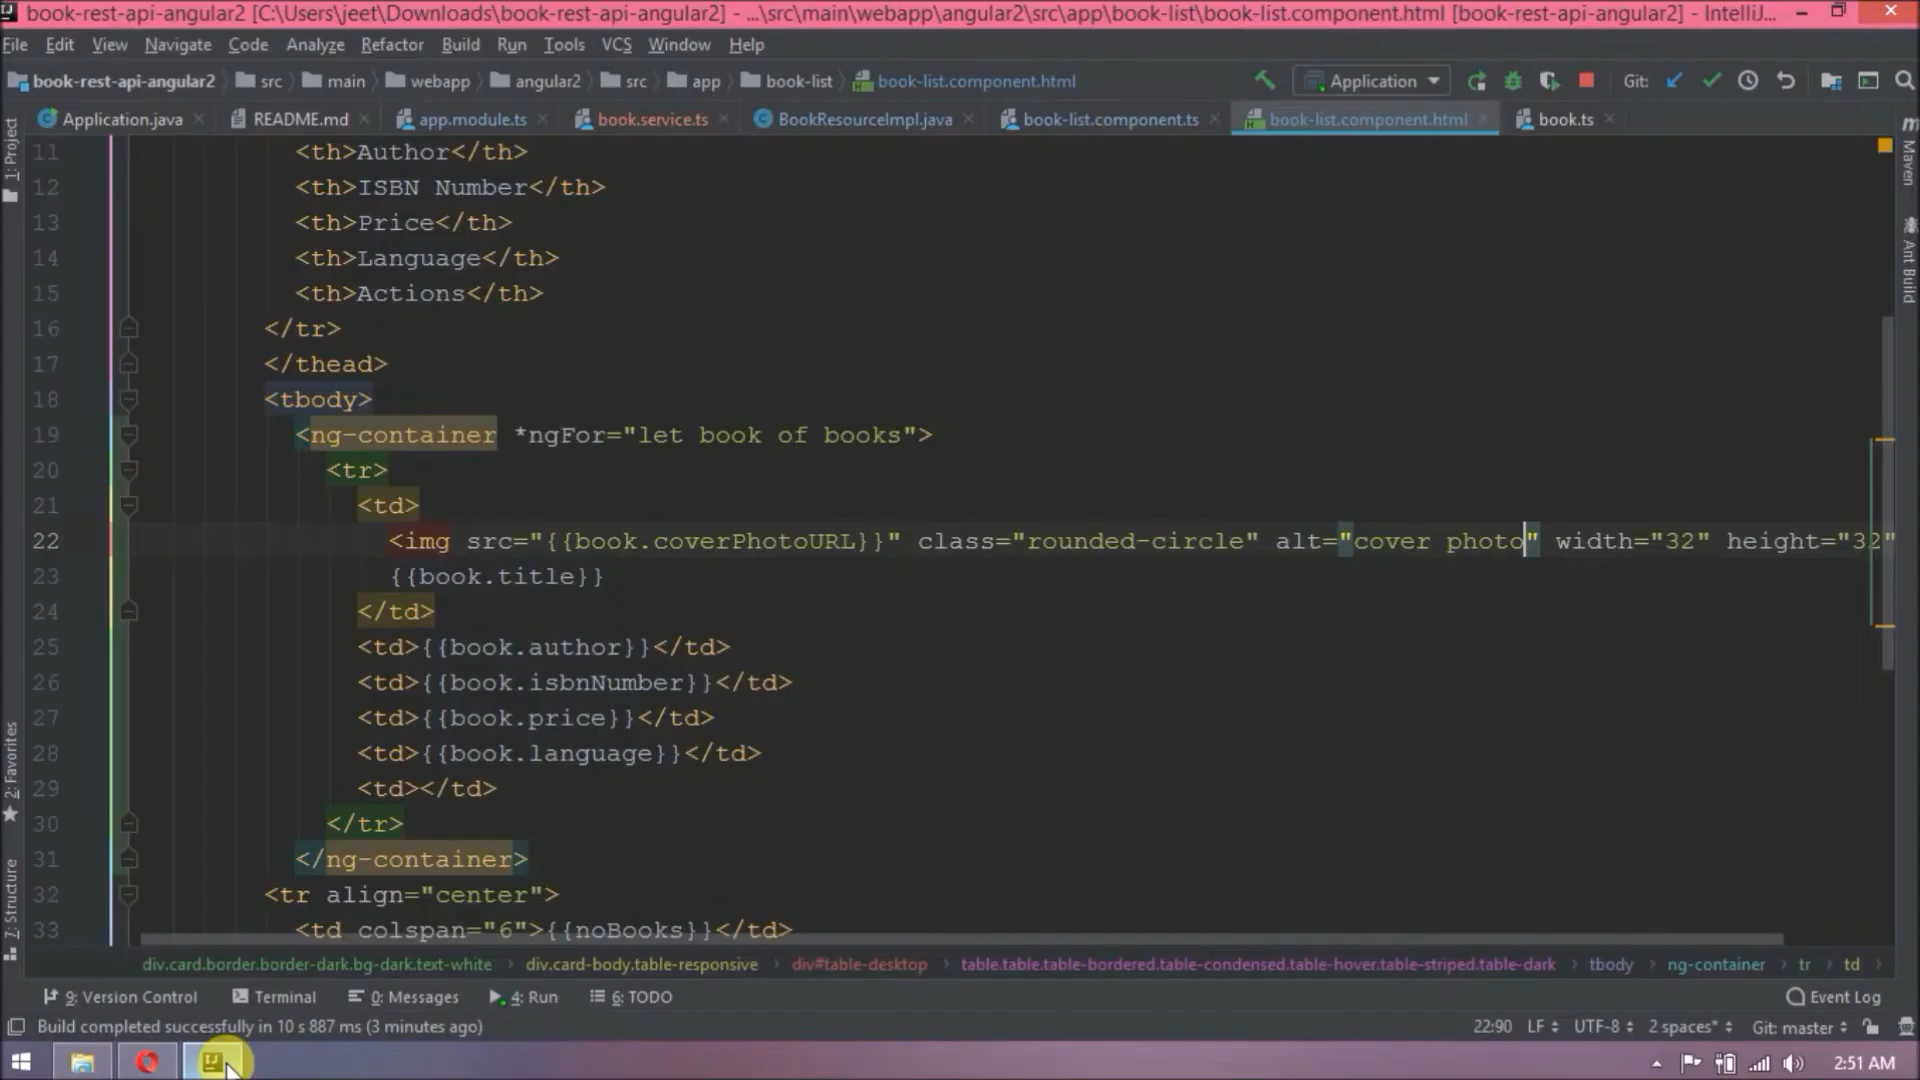 book-rest-api-angular2 [C:\Users\jeet\Downloads\book-rest-api-angular2] - ...\src\main\webapp\angular2\src\app\book-list\book-list.component.html [book-rest-api-angular2] - IntelliJ...
File Edit View Navigate Code Analyze Refactor Build Run Tools VCS Window Help
book-rest-api-angular2 src main webapp angular2 src app book-list book-list.component.html Application Git:
Application.java README.md app.module.ts book.service.ts BookResourceImpl.java book-list.component.ts book-list.component.html book.ts
1: Project
Maven
Ant Build
2: Favorites
7: Structure
11 <th>Author</th>
12 <th>ISBN Number</th>
13 <th>Price</th>
14 <th>Language</th>
15 <th>Actions</th>
16 </tr>
17 </thead>
18 <tbody>
19 <ng-container *ngFor="let book of books">
20 <tr>
21 <td>
22 <img src="{{book.coverPhotoURL}}" class="rounded-circle" alt="cover photo" width="32" height="32"
23 {{book.title}}
24 </td>
25 <td>{{book.author}}</td>
26 <td>{{book.isbnNumber}}</td>
27 <td>{{book.price}}</td>
28 <td>{{book.language}}</td>
29 <td></td>
30 </tr>
31 </ng-container>
32 <tr align="center">
33 <td colspan="6">{{noBooks}}</td>
div.card.border.border-dark.bg-dark.text-white div.card-body.table-responsive div#table-desktop table.table.table-bordered.table-condensed.table-hover.table-striped.table-dark tbody ng-container tr td
9: Version Control Terminal 0: Messages 4: Run 6: TODO Event Log
Build completed successfully in 10 s 887 ms (3 minutes ago) 22:90 LF UTF-8 2 spaces* Git: master
2:51 AM